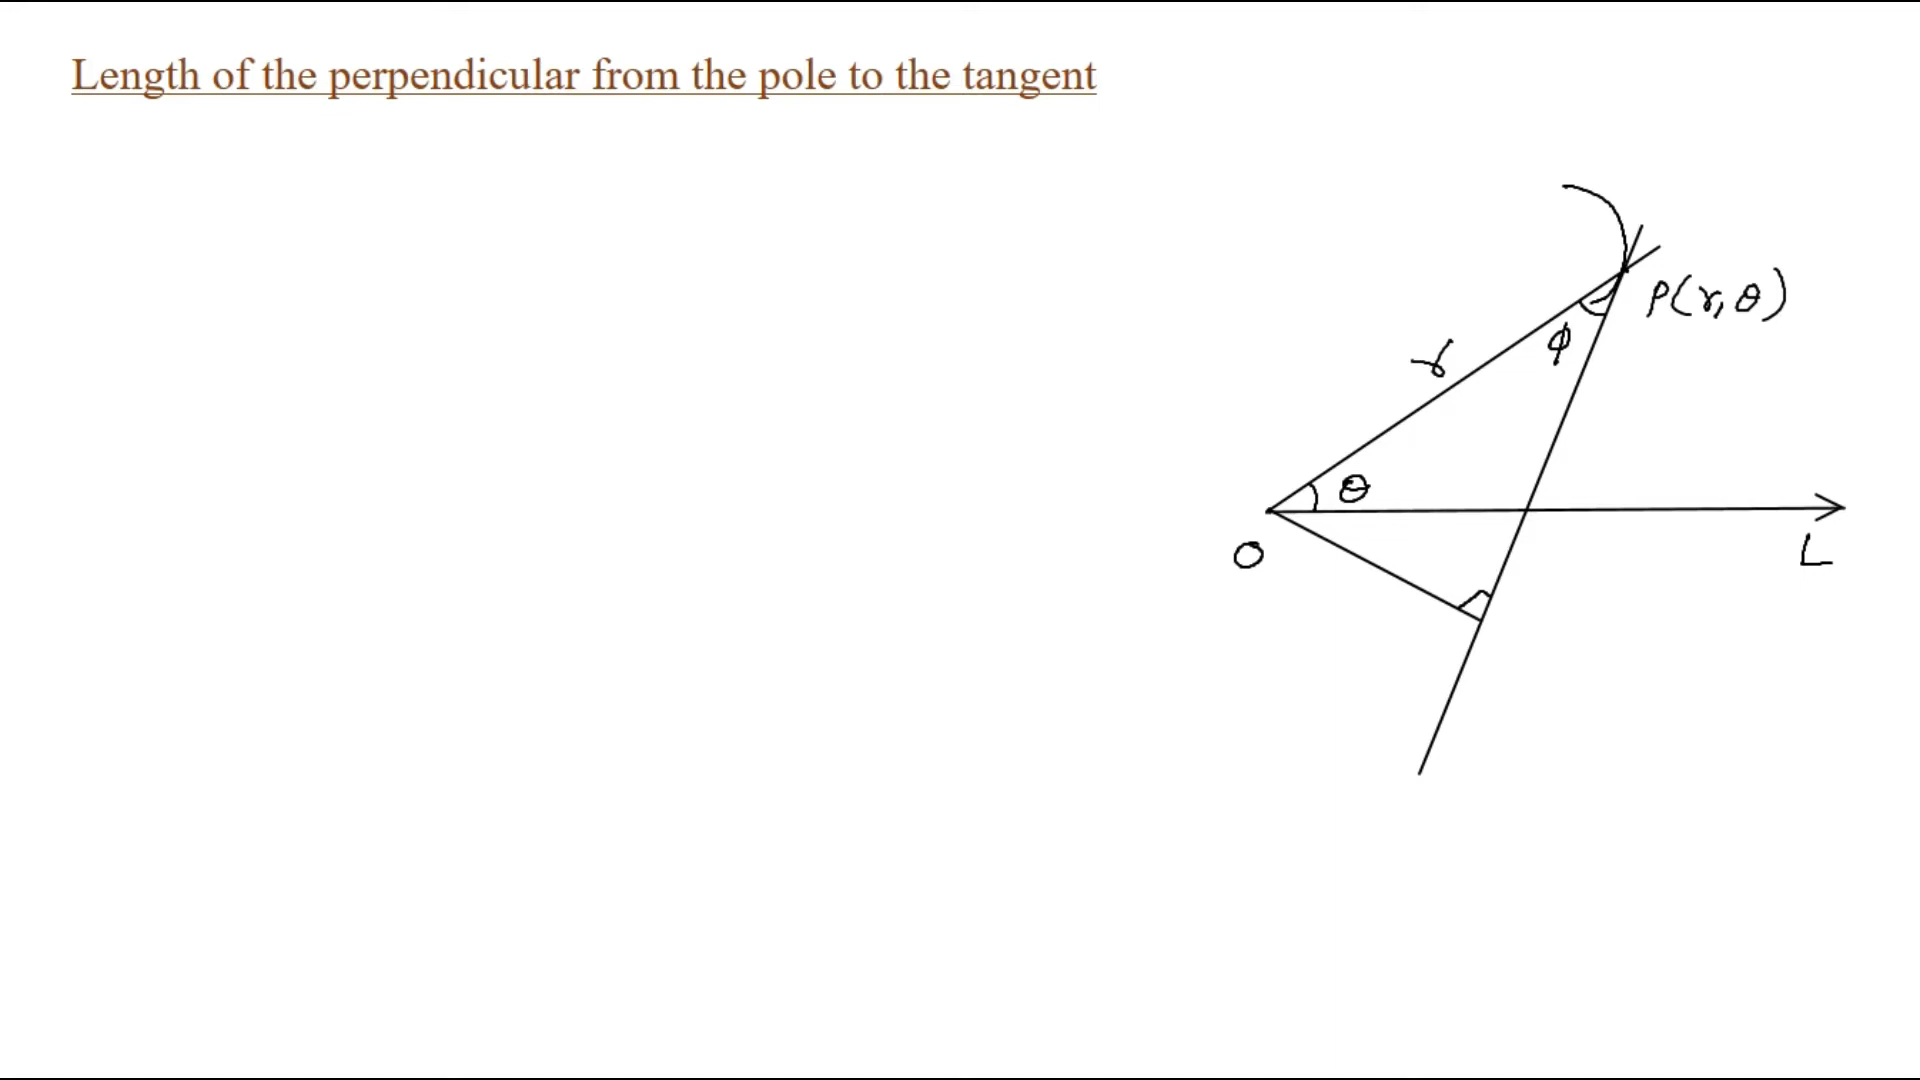 Length of the perpendicular from the pole to the tangent
P(r, θ)
ϕ
r
θ
O
L